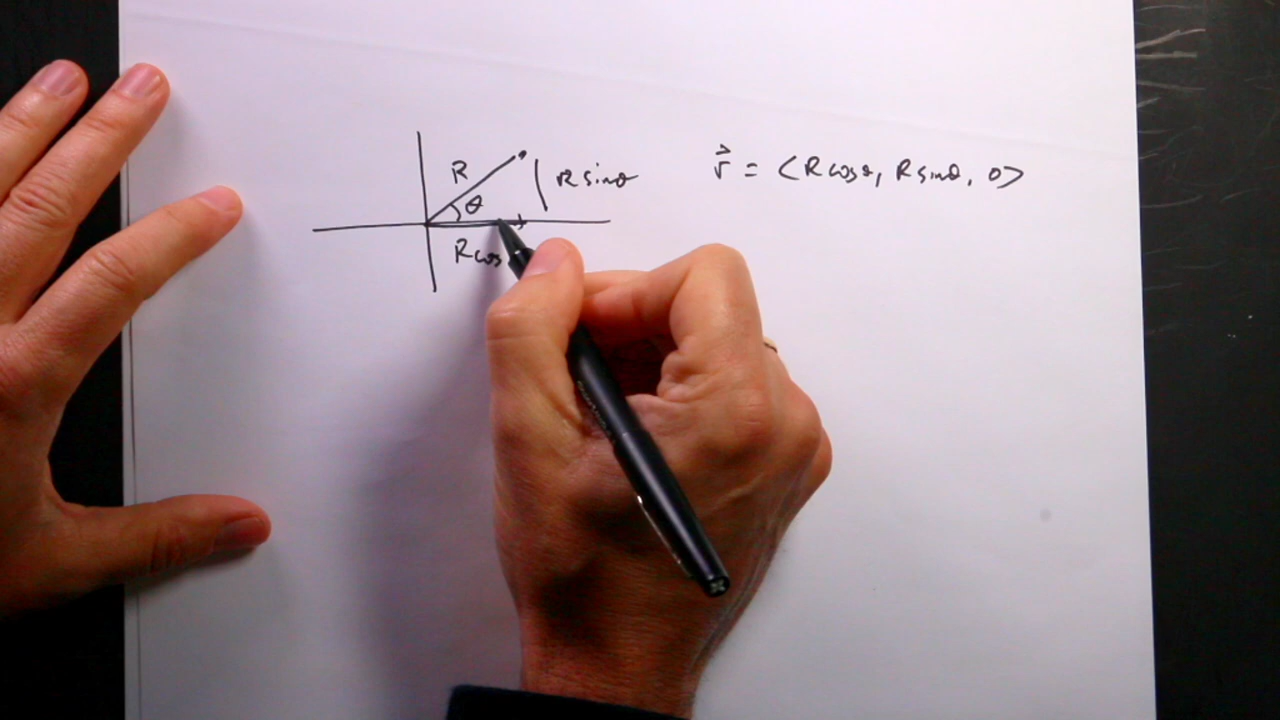 R
θ
R sinθ
R cos
r⃗ = <R cosθ, R sinθ, 0>